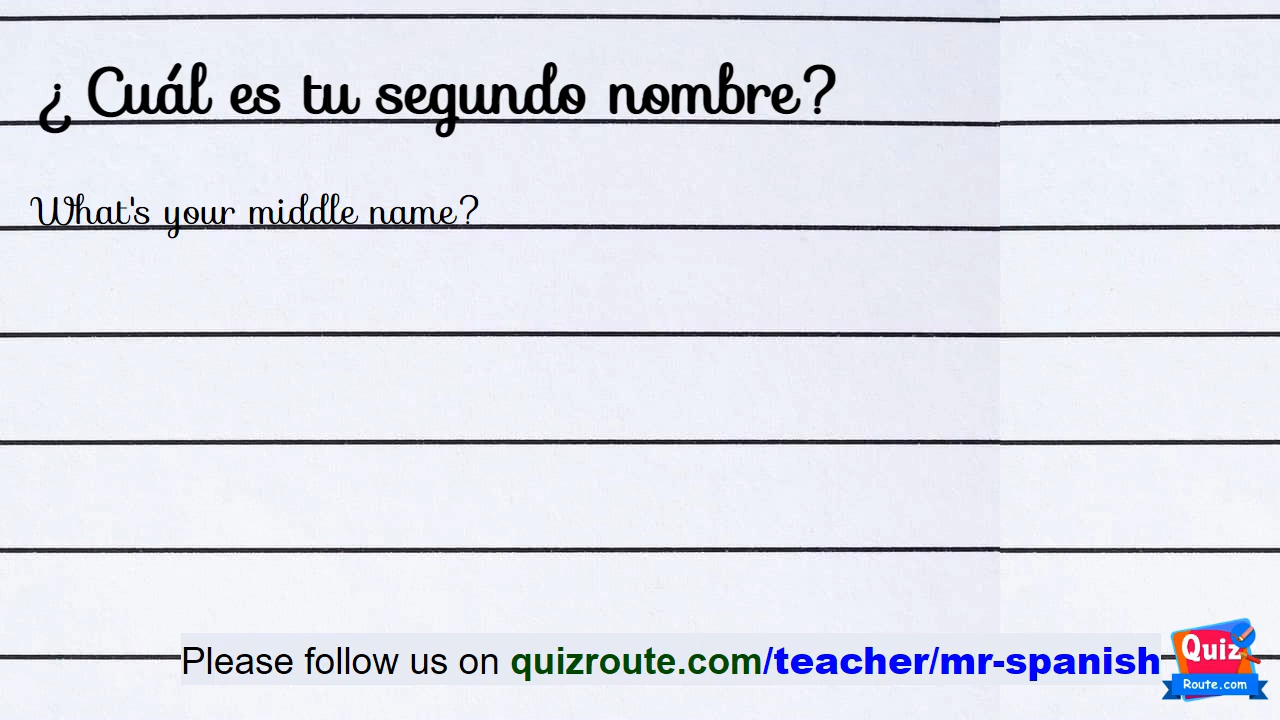 ¿ Cuál es tu segundo nombre?
What's your middle name?
Please follow us on quizroute.com/teacher/mr-spanish
Quiz
Route.com